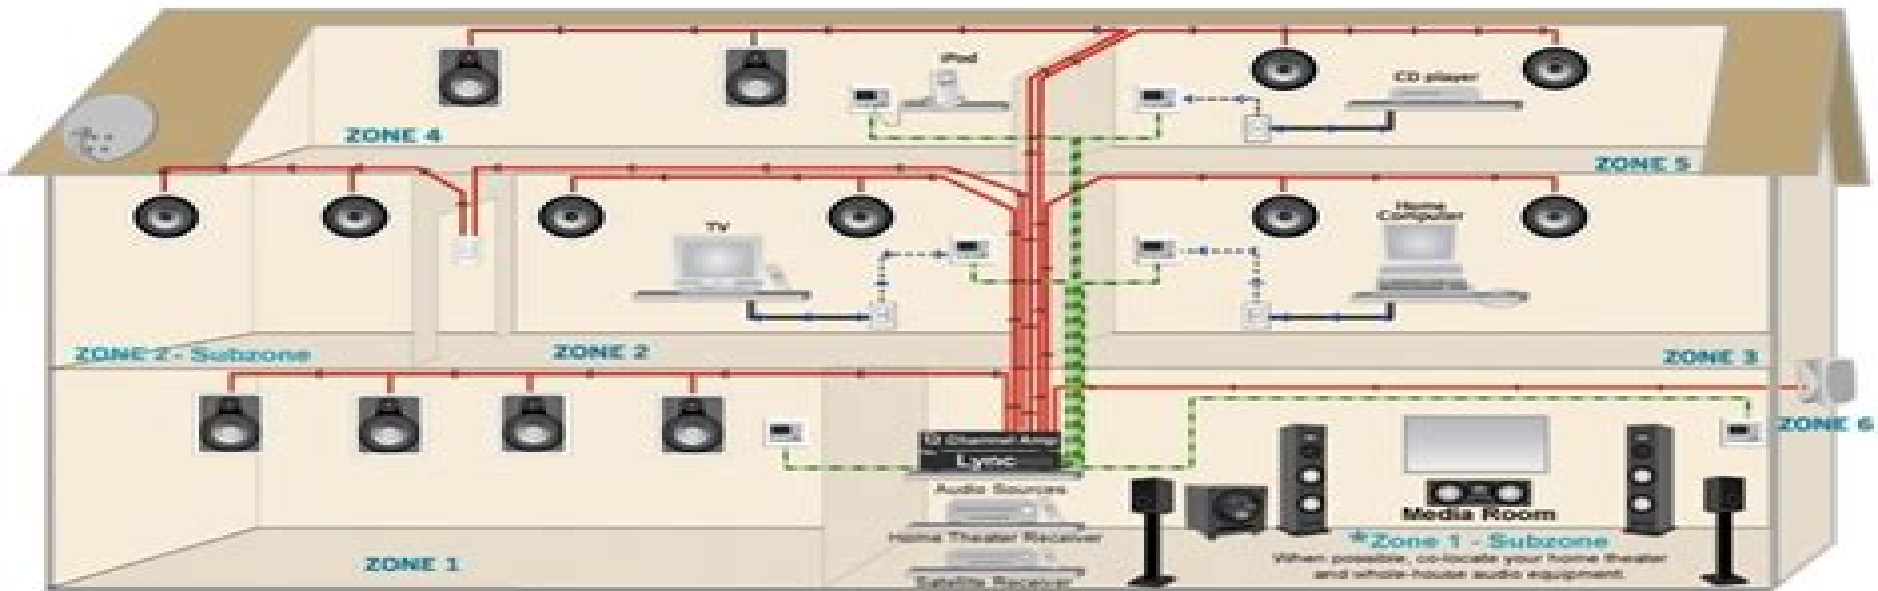 iPod
CD player
ZONE 4
ZONE 5
TV
Home
Computer
ZONE 2 - Subzone
ZONE 2
ZONE 3
ZONE 6
12 Channel Amp
Lync
Audio Sources
Media Room
Home Theater Receiver
*Zone 1 - Subzone
When possible, co-locate your home theater
and whole-house audio equipment.
ZONE 1
Satellite Receiver